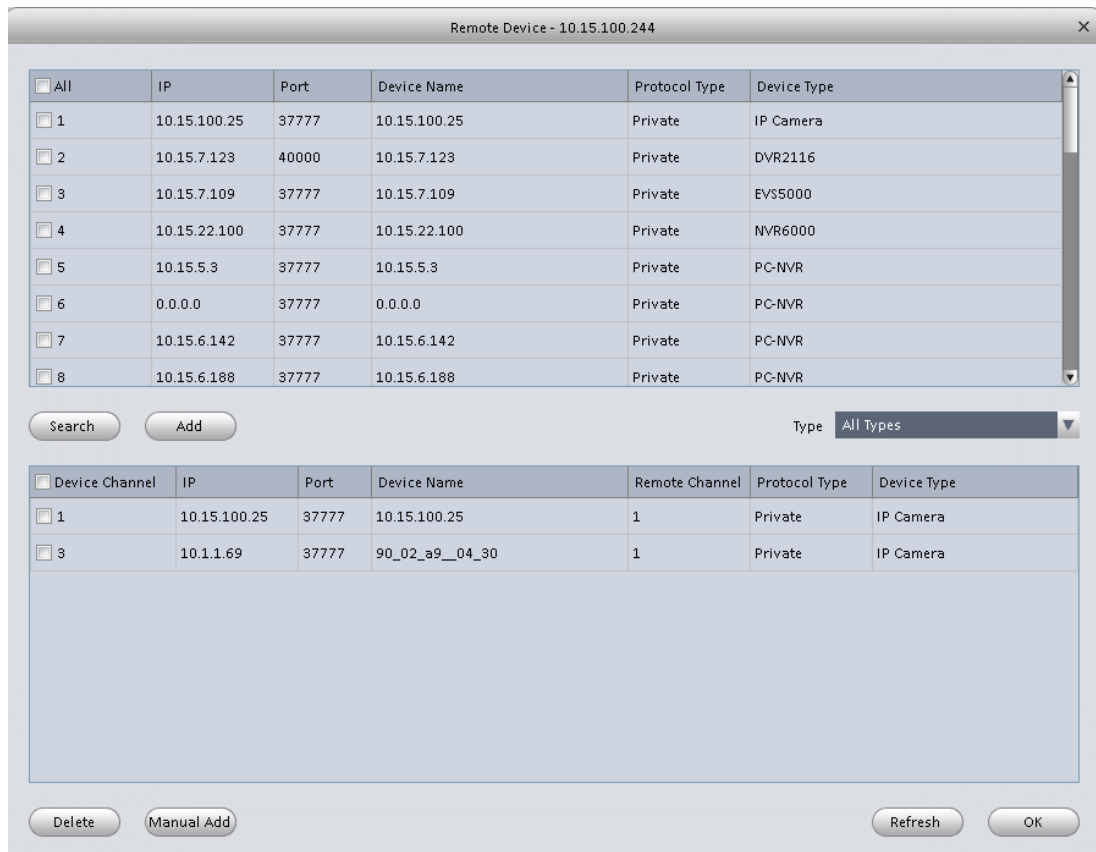 Remote Device - 10.15.100.244
All IP Port Device Name Protocol Type Device Type
1 10.15.100.25 37777 10.15.100.25 Private IP Camera
2 10.15.7.123 40000 10.15.7.123 Private DVR2116
3 10.15.7.109 37777 10.15.7.109 Private EVS5000
4 10.15.22.100 37777 10.15.22.100 Private NVR6000
5 10.15.5.3 37777 10.15.5.3 Private PC-NVR
6 0.0.0.0 37777 0.0.0.0 Private PC-NVR
7 10.15.6.142 37777 10.15.6.142 Private PC-NVR
8 10.15.6.188 37777 10.15.6.188 Private PC-NVR
Search Add Type All Types
Device Channel IP Port Device Name Remote Channel Protocol Type Device Type
1 10.15.100.25 37777 10.15.100.25 1 Private IP Camera
3 10.1.1.69 37777 90_02_a9__04_30 1 Private IP Camera
Delete Manual Add Refresh OK